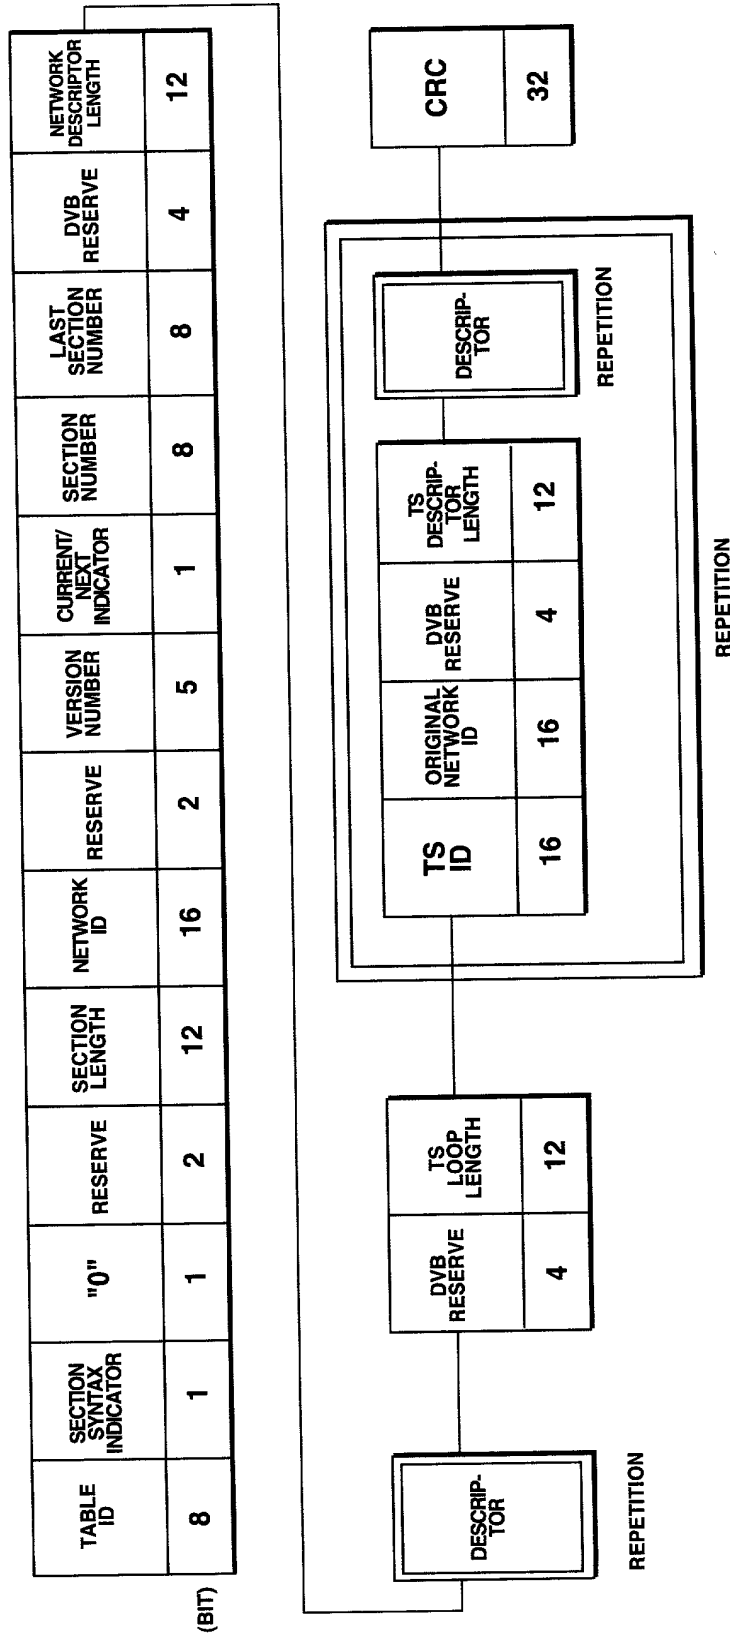 TABLE
ID
SECTION
SYNTAX
INDICATOR
"0"
RESERVE
SECTION
LENGTH
NETWORK
ID
RESERVE
VERSION
NUMBER
CURRENT/
NEXT
INDICATOR
SECTION
NUMBER
LAST
SECTION
NUMBER
DVB
RESERVE
NETWORK
DESCRIPTOR
LENGTH
(BIT)
8
1
1
2
12
16
2
5
1
8
8
4
12
DESCRIP-
TOR
REPETITION
DVB
RESERVE
TS
LOOP
LENGTH
4
12
TS
ID
ORIGINAL
NETWORK
ID
DVB
RESERVE
TS
DESCRIP-
TOR
LENGTH
16
16
4
12
DESCRIP-
TOR
REPETITION
REPETITION
CRC
32